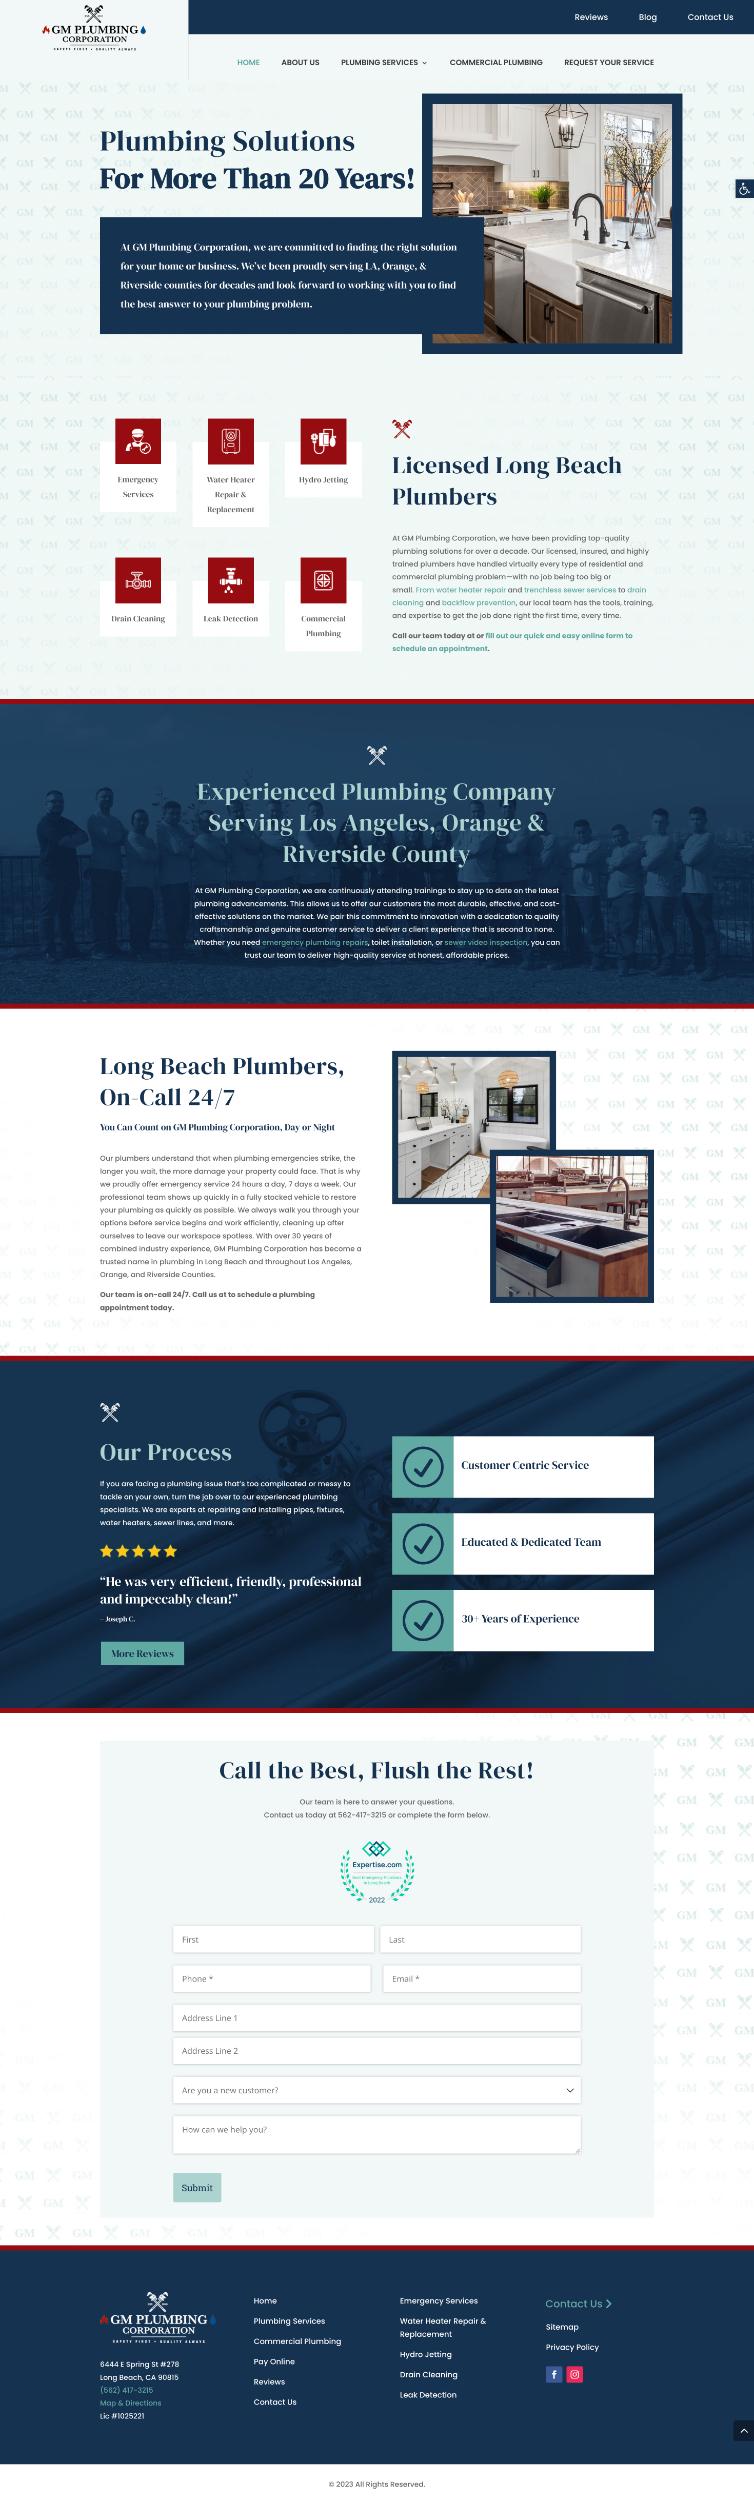 GM PLUMBING
CORPORATION
SAFETY FIRST • QUALITY ALWAYS
Reviews
Blog
Contact Us
HOME
ABOUT US
PLUMBING SERVICES
COMMERCIAL PLUMBING
REQUEST YOUR SERVICE
Plumbing Solutions
For More Than 20 Years!
At GM Plumbing Corporation, we are committed to finding the right solution
for your home or business. We've been proudly serving LA, Orange, &
Riverside counties for decades and look forward to working with you to find
the best answer to your plumbing problem.
Emergency
Services
Water Heater
Repair &
Replacement
Hydro Jetting
Drain Cleaning
Leak Detection
Commercial
Plumbing
Licensed Long Beach
Plumbers
At GM Plumbing Corporation, we have been providing top-quality
plumbing solutions for over a decade. Our licensed, insured, and highly
trained plumbers have handled virtually every type of residential and
commercial plumbing problem—with no job being too big or
small. From water heater repair and trenchless sewer services to drain
cleaning and backflow prevention, our local team has the tools, training,
and expertise to get the job done right the first time, every time.
Call our team today at or fill out our quick and easy online form to
schedule an appointment.
Experienced Plumbing Company
Serving Los Angeles, Orange &
Riverside County
At GM Plumbing Corporation, we are continuously attending trainings to stay up to date on the latest
plumbing advancements. This allows us to offer our customers the most durable, effective, and cost-
effective solutions on the market. We pair this commitment to innovation with a dedication to quality
craftsmanship and genuine customer service to deliver a client experience that is second to none.
Whether you need emergency plumbing repairs, toilet installation, or sewer video inspection, you can
trust our team to deliver high-quality service at honest, affordable prices.
Long Beach Plumbers,
On-Call 24/7
You Can Count on GM Plumbing Corporation, Day or Night
Our plumbers understand that when plumbing emergencies strike, the
longer you wait, the more damage your property could face. That is why
we proudly offer emergency service 24 hours a day, 7 days a week. Our
professional team shows up quickly in a fully stocked vehicle to restore
your plumbing as quickly as possible. We always walk you through your
options before service begins and work efficiently, cleaning up after
ourselves to leave our workspace spotless. With over 30 years of
combined industry experience, GM Plumbing Corporation has become a
trusted name in plumbing in Long Beach and throughout Los Angeles,
Orange, and Riverside Counties.
Our team is on-call 24/7. Call us at to schedule a plumbing
appointment today.
Our Process
If you are facing a plumbing issue that's too complicated or messy to
tackle on your own, turn the job over to our experienced plumbing
specialists. We are experts at repairing and installing pipes, fixtures,
water heaters, sewer lines, and more.
“He was very efficient, friendly, professional
and impeccably clean!”
– Joseph C.
More Reviews
Customer Centric Service
Educated & Dedicated Team
30+ Years of Experience
Call the Best, Flush the Rest!
Our team is here to answer your questions.
Contact us today at 562-417-3215 or complete the form below.
Expertise.com
Best Emergency Plumbers
in Long Beach
2022
First
Last
Phone *
Email *
Address Line 1
Address Line 2
Are you a new customer?
How can we help you?
Submit
GM PLUMBING
CORPORATION
SAFETY FIRST • QUALITY ALWAYS
6444 E Spring St #278
Long Beach, CA 90815
(562) 417-3215
Map & Directions
Lic #1025221
Home
Plumbing Services
Commercial Plumbing
Pay Online
Reviews
Contact Us
Emergency Services
Water Heater Repair &
Replacement
Hydro Jetting
Drain Cleaning
Leak Detection
Contact Us
Sitemap
Privacy Policy
© 2023 All Rights Reserved.